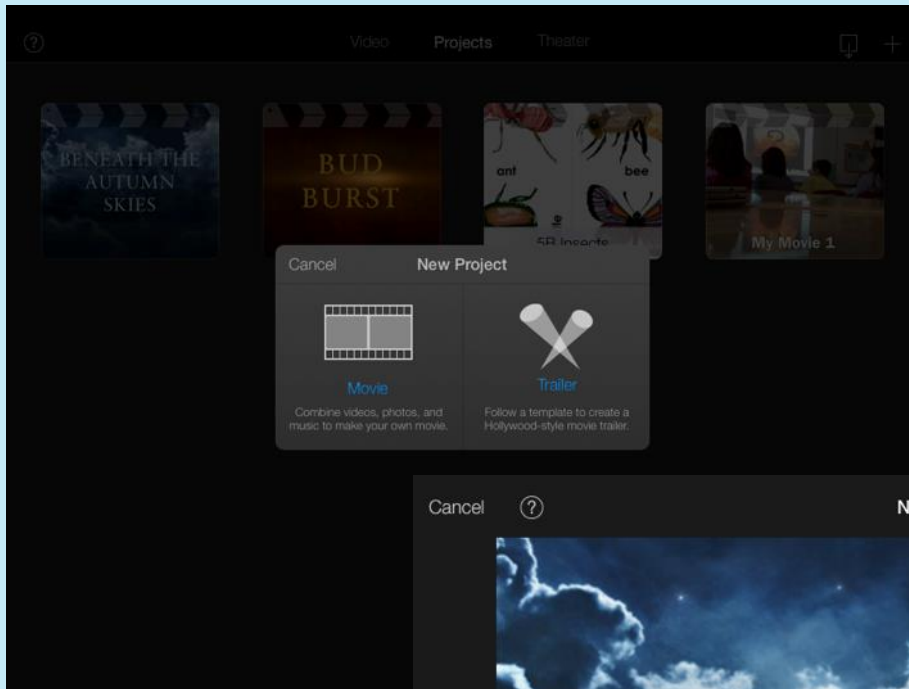 ?
Video
Projects
Theater
BENEATH THE
AUTUMN
SKIES
BUD
BURST
ant
bee
5B Insects
My Movie 1
Cancel
New Project
Movie
Combine videos, photos, and
music to make your own movie.
Trailer
Follow a template to create a
Hollywood-style movie trailer.
Cancel
?
N